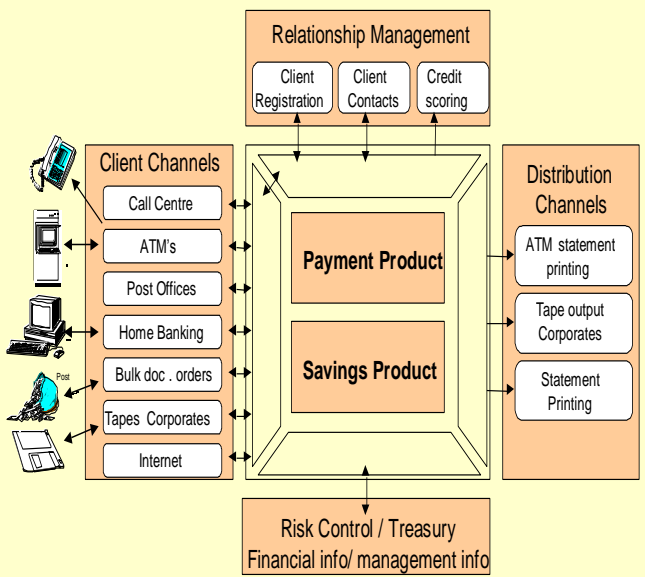 Relationship Management
Client
Registration
Client
Contacts
Credit
scoring
Client Channels
Call Centre
ATM's
Post Offices
Home Banking
Bulk doc . orders
Tapes Corporates
Internet
Post
Payment Product
Savings Product
Distribution
Channels
ATM statement
printing
Tape output
Corporates
Statement
Printing
Risk Control / Treasury
Financial info/ management info